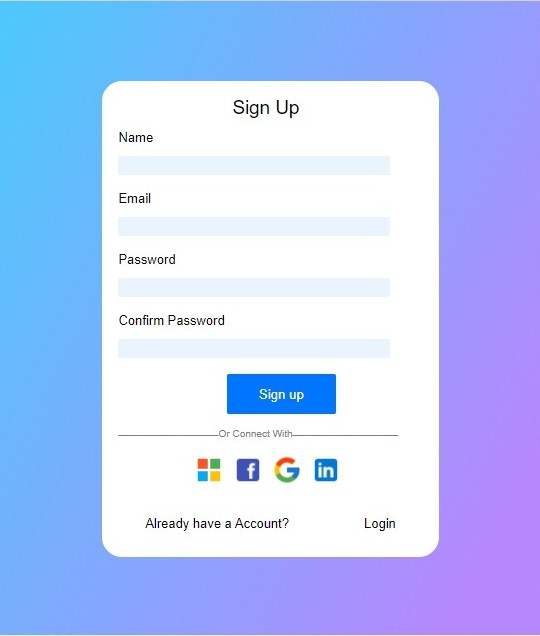 Sign Up
Name
Email
Password
Confirm Password
Sign up
Or Connect With
f G in
Already have a Account? Login